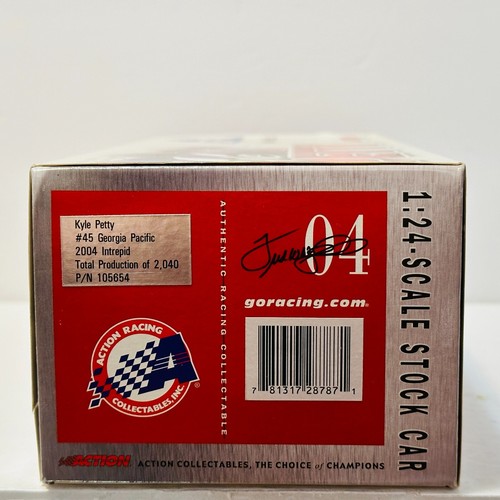 Kyle Petty
#45 Georgia Pacific
2004 Intrepid
Total Production of 2,040
P/N 105654
AUTHENTIC RACING COLLECTABLE
04
goracing.com®
7 81317 28787 1
1:24-SCALE STOCK CAR
ACTION RACING
COLLECTABLES, INC.
®
ACTION
ACTION COLLECTABLES, THE CHOICE of CHAMPIONS